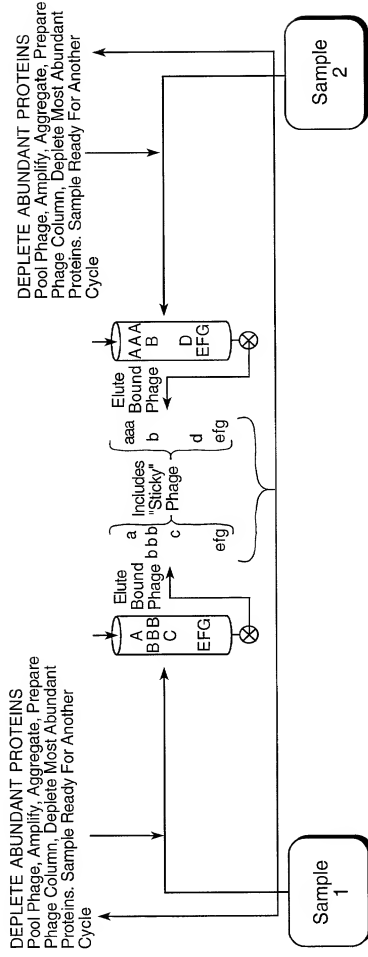 DEPLETE ABUNDANT PROTEINS
Pool Phage, Amplify, Aggregate, Prepare
Phage Column, Deplete Most Abundant
Proteins. Sample Ready For Another
Cycle
DEPLETE ABUNDANT PROTEINS
Pool Phage, Amplify, Aggregate, Prepare
Phage Column, Deplete Most Abundant
Proteins. Sample Ready For Another
Cycle
A
BBB
C
EFG
Elute
Bound
Phage
a
bbb
c
efg
Includes
"Sticky"
Phage
aaa
b
d
efg
Elute
Bound
Phage
AAA
B
D
EFG
Sample
1
Sample
2